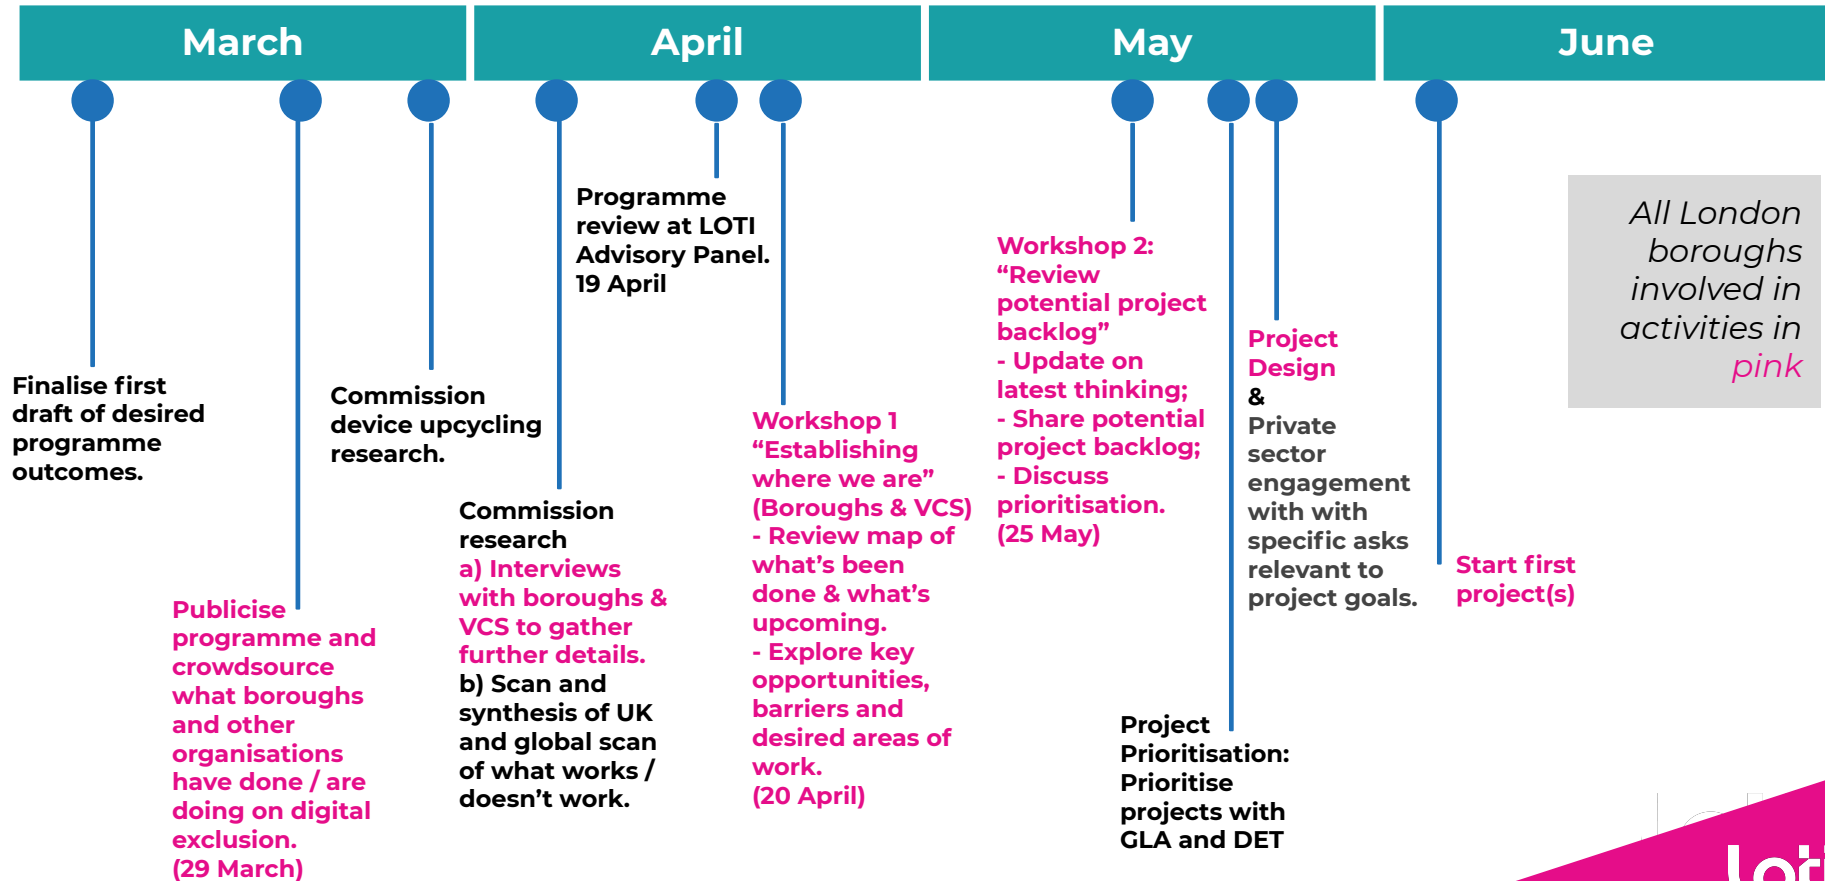 March
April
May
June
Finalise first
draft of desired
programme
outcomes.
Publicise
programme and
crowdsource
what boroughs
and other
organisations
have done / are
doing on digital
exclusion.
(29 March)
Commission
device upcycling
research.
Commission
research
a) Interviews
with boroughs &
VCS to gather
further details.
b) Scan and
synthesis of UK
and global scan
of what works /
doesn’t work.
Programme
review at LOTI
Advisory Panel.
19 April
Workshop 1
“Establishing
where we are”
(Boroughs & VCS)
- Review map of
what’s been
done & what’s
upcoming.
- Explore key
opportunities,
barriers and
desired areas of
work.
(20 April)
Workshop 2:
“Review
potential project
backlog”
- Update on
latest thinking;
- Share potential
project backlog;
- Discuss
prioritisation.
(25 May)
Project
Prioritisation:
Prioritise
projects with
GLA and DET
Project
Design
&
Private
sector
engagement
with with
specific asks
relevant to
project goals.
Start first
project(s)
All London
boroughs
involved in
activities in
pink
loti